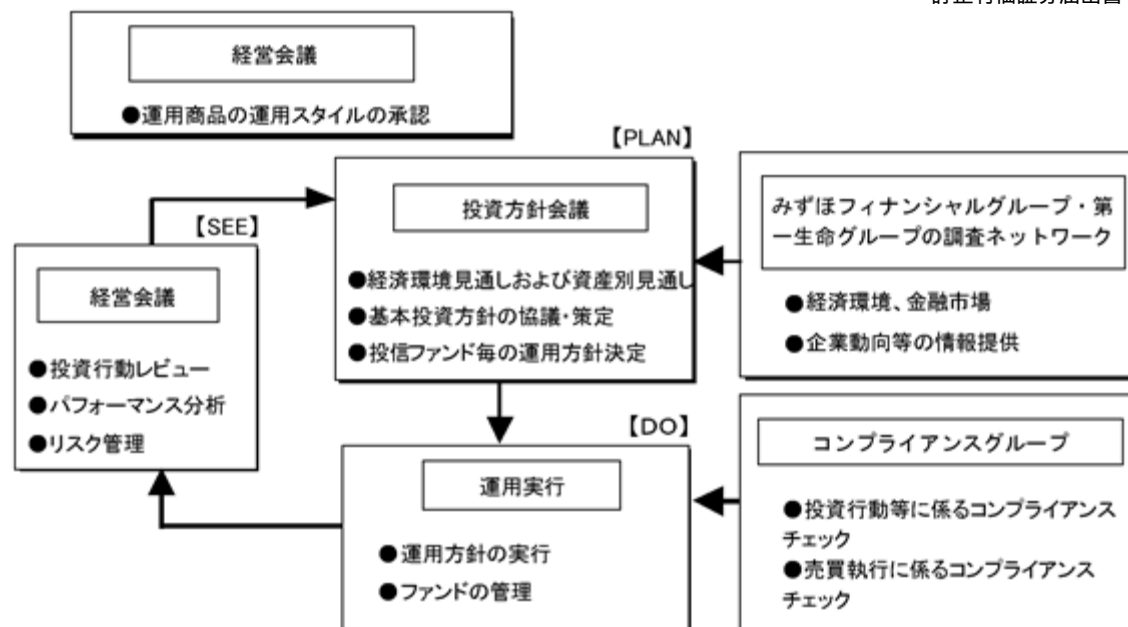 経営会議
●運用商品の運用スタイルの承認
【PLAN】
投資方針会議
●経済環境見通しおよび資産別見通し
●基本投資方針の協議・策定
●投信ファンド毎の運用方針決定
みずほフィナンシャルグループ・第
一生命グループの調査ネットワーク
●経済環境、金融市場
●企業動向等の情報提供
【SEE】
経営会議
●投資行動レビュー
●パフォーマンス分析
●リスク管理
【DO】
運用実行
●運用方針の実行
●ファンドの管理
コンプライアンスグループ
●投資行動等に係るコンプライアンス
チェック
●売買執行に係るコンプライアンス
チェック